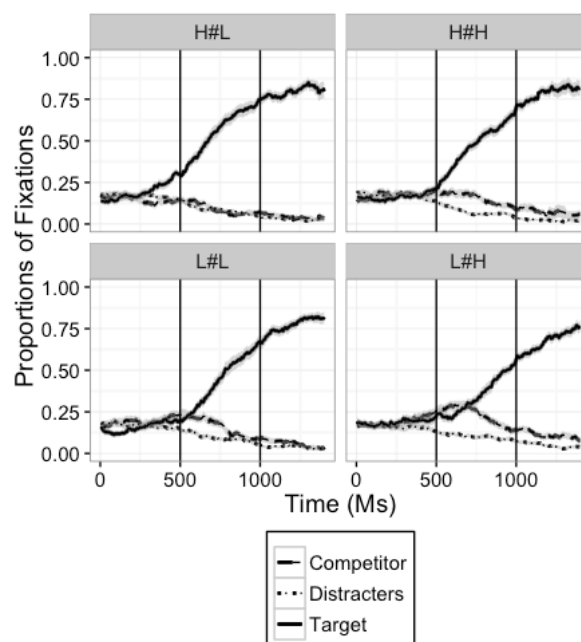 H#L H#H
1.00
0.75
0.50
0.25
0.00
L#L L#H
1.00
0.75
0.50
0.25
0.00
Proportions of Fixations
0 500 1000 0 500 1000
Time (Ms)
Competitor
Distracters
Target